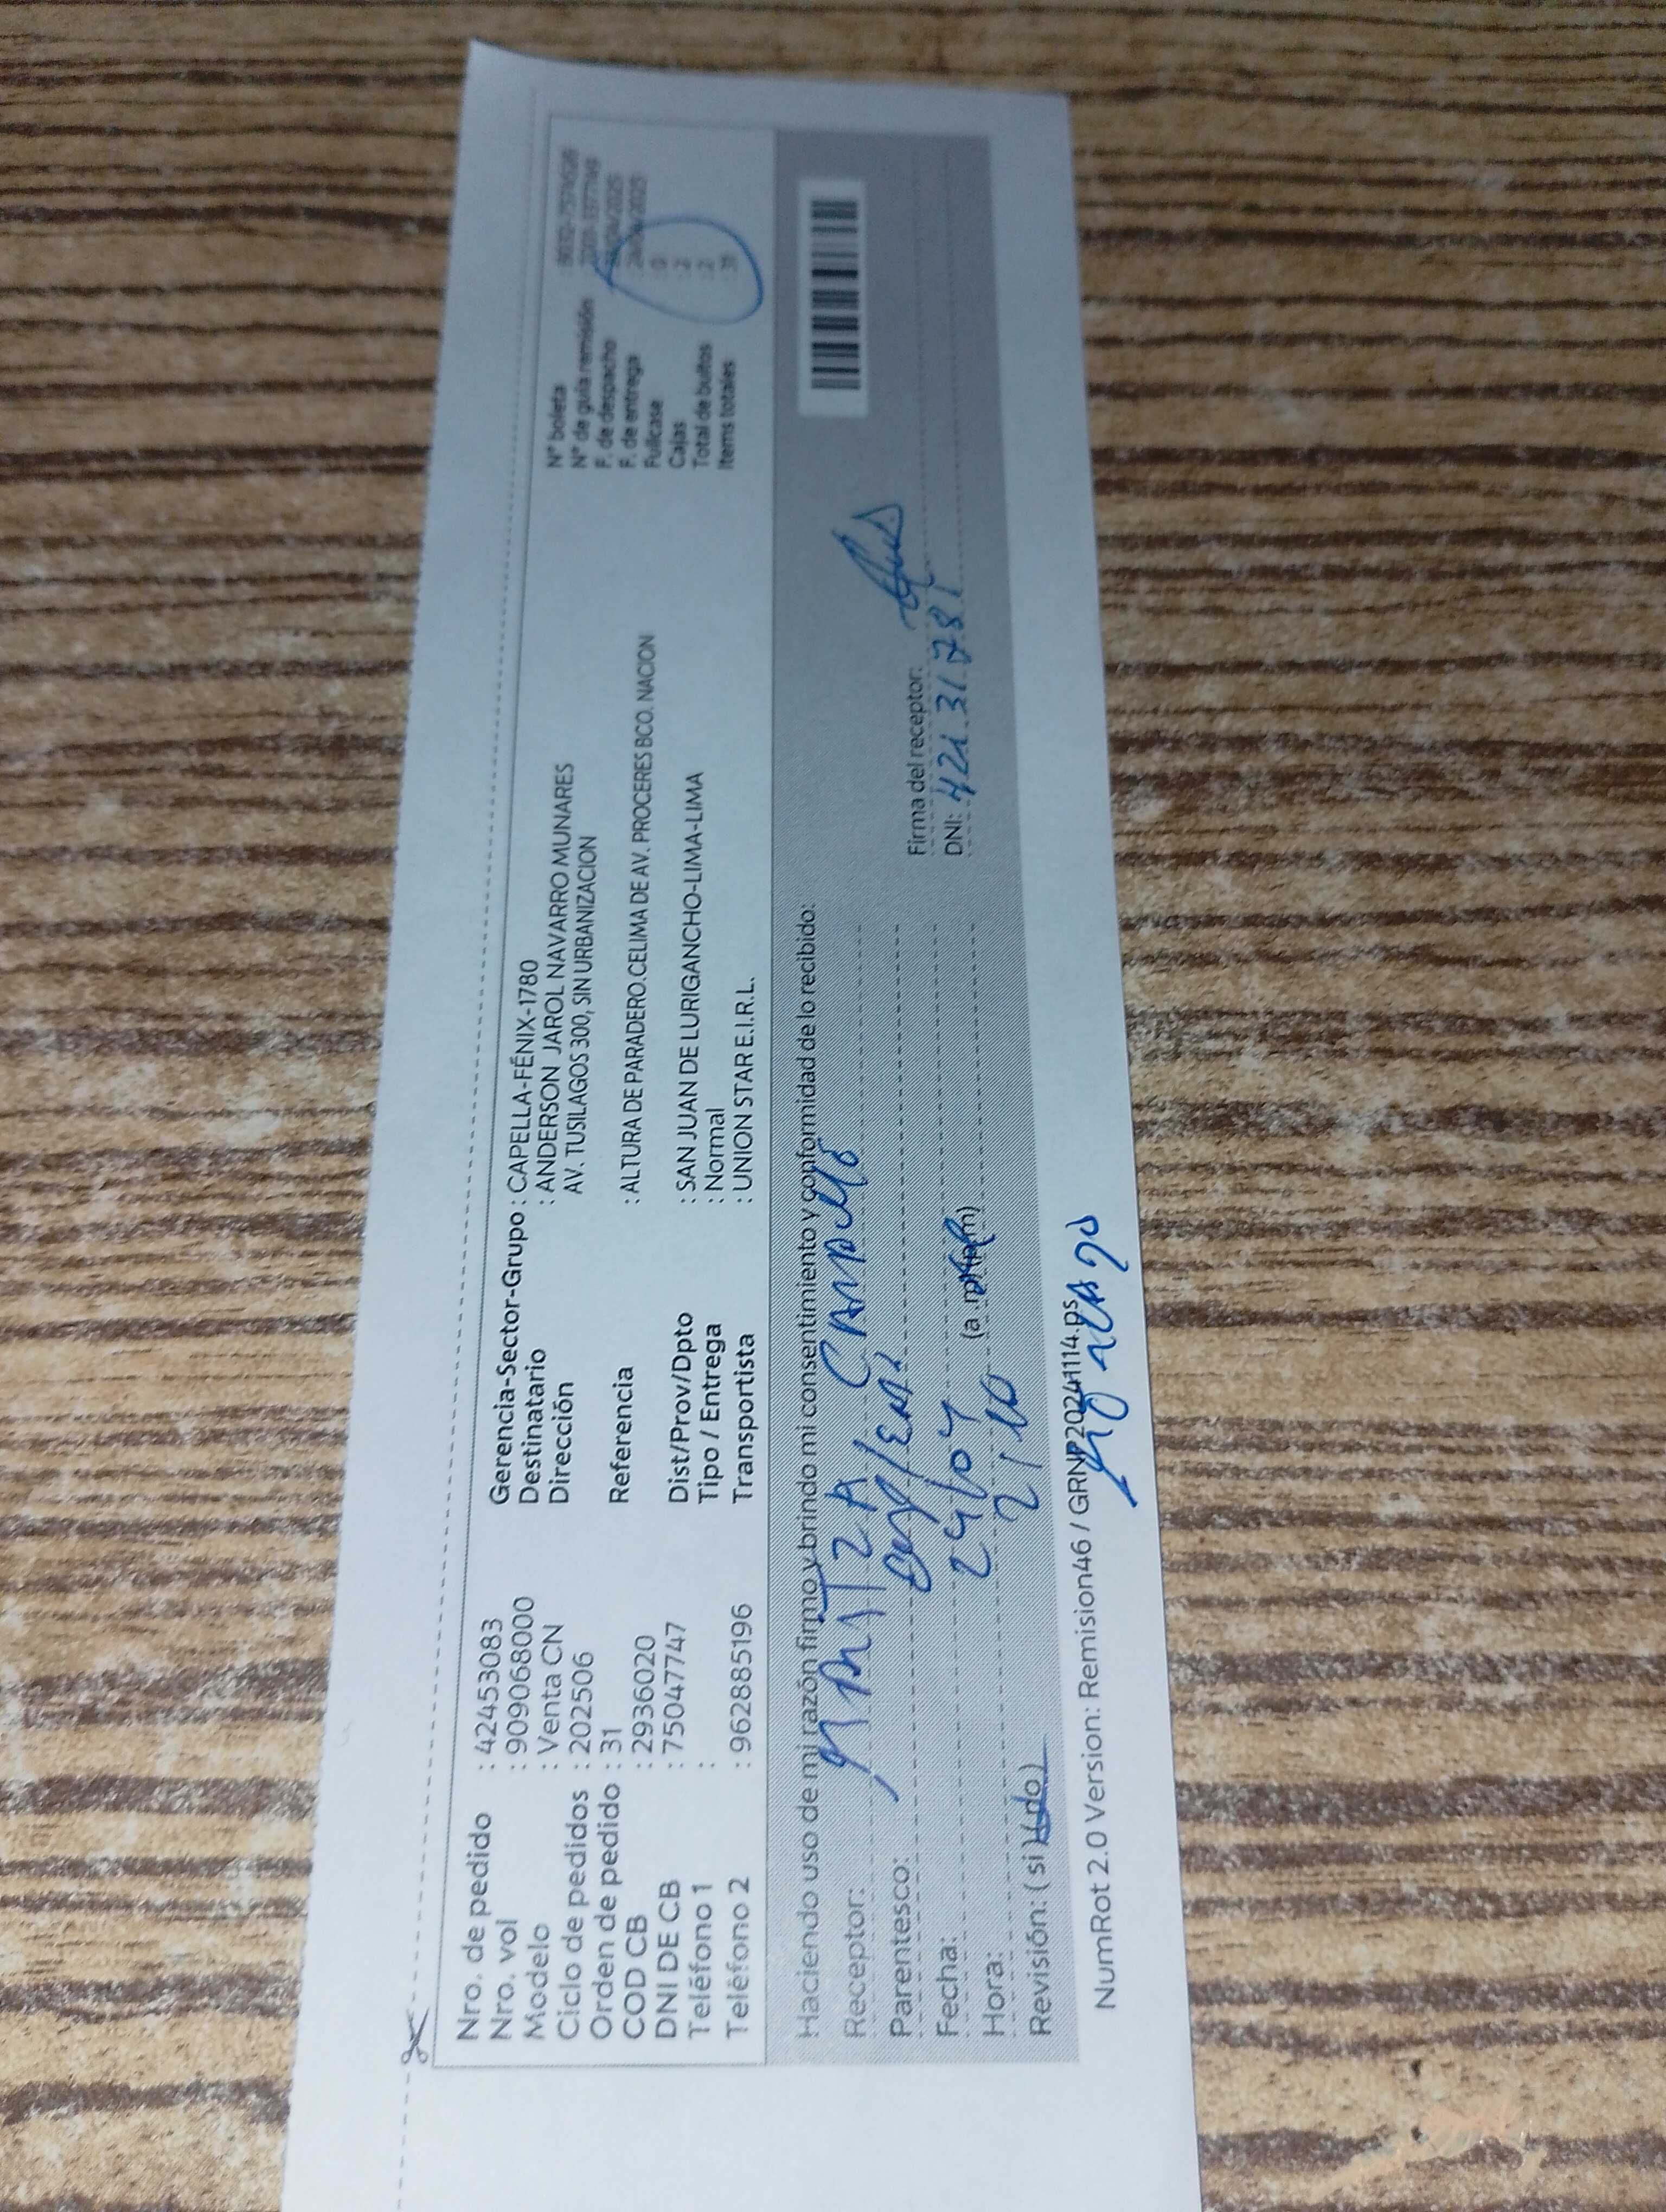 Nro. de pedido : 42453083
Nro. vol : 909068000
Modelo : Venta CN
Ciclo de pedidos : 202506
Orden de pedido : 31
COD CB : 2936020
DNI DE CB : 75047747
Teléfono 1 :
Teléfono 2 : 962885196
Gerencia-Sector-Grupo : CAPELLA-FÉNIX-1780
Destinatario : ANDERSON JAROL NAVARRO MUNARES
Dirección AV. TUSILAGOS 300, SIN URBANIZACION
Referencia : ALTURA DE PARADERO.CELIMA DE AV. PROCERES BCO. NACION
Dist/Prov/Dpto : SAN JUAN DE LURIGANCHO-LIMA-LIMA
Tipo / Entrega : Normal
Transportista : UNION STAR E.I.R.L.
N° boleta
N° de guía remisión
F. de despacho
F. de entrega
Fullcase 0
Cajas 2
Total de bultos 2
Items totales
Haciendo uso de mi razón firmo y brindo mi consentimiento y conformidad de lo recibido:
Receptor:
Parentesco:
Fecha: 24/04
Hora: (a.m/p.m)
Revisión: ( si / no )
Firma del receptor:
DNI:
NumRot 2.0 Version: Remision46 / GRNP20241114.ps